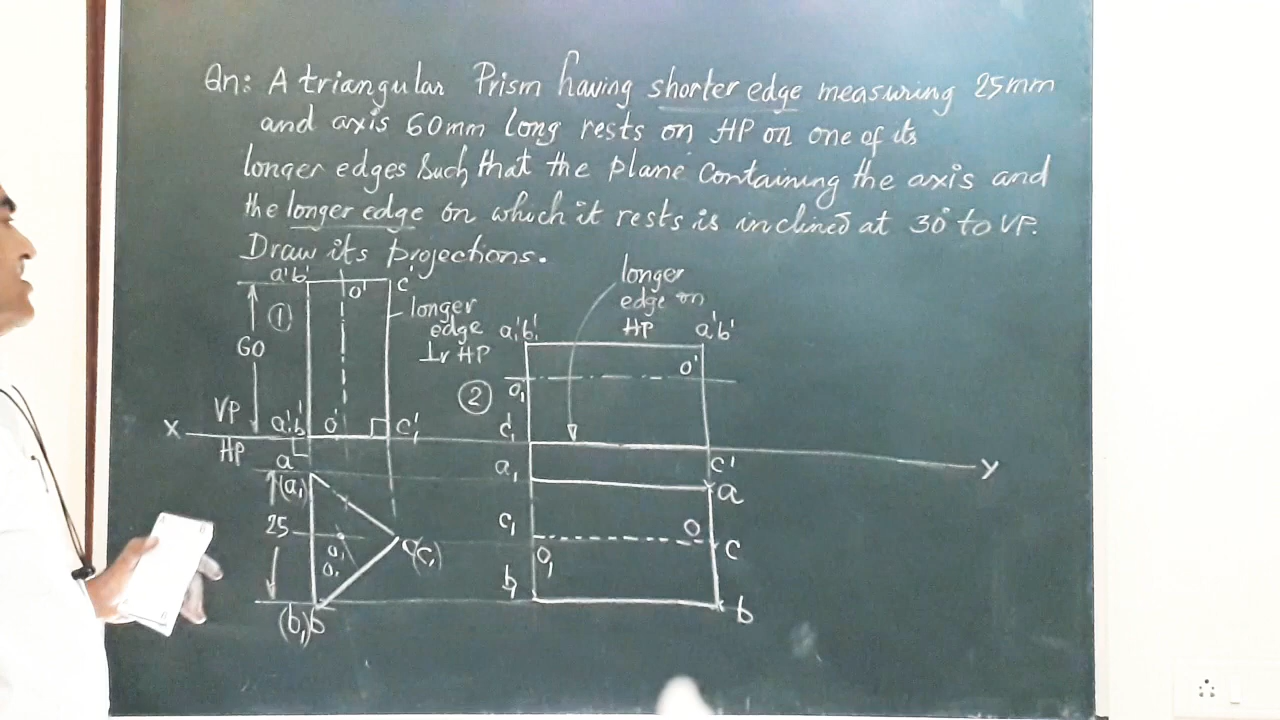 Qn: A triangular Prism having shorter edge measuring 25mm
and axis 60mm long rests on HP on one of its
longer edges Such that the plane Containing the axis and
the longer edge on which it rests is inclined at 30° to VP.
Draw its projections.
a'b' c'
o'
①
longer
edge
⊥r HP
60
VP
X
a'b' o' c'₁
HP
a
(a₁)
25
o₁
o₁
c(c₁)
(b₁)b
longer
edge on
HP
a'₁b'₁ a'b'
②
o'
o'₁
c'₁
a₁ c'
a
c₁ o
c
o₁
b₁
b
y